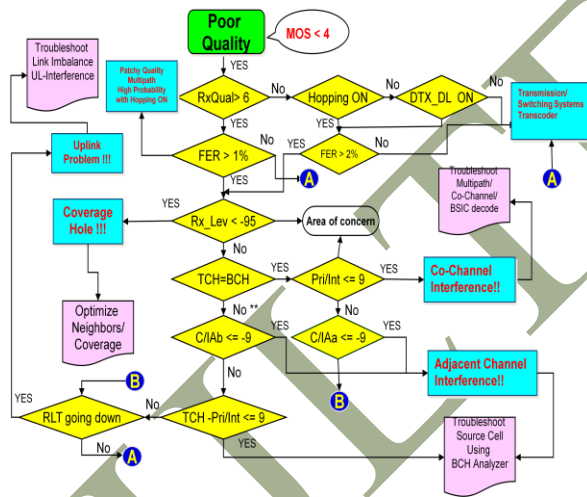 Poor
Quality
MOS < 4
Troubleshoot
Link Imbalance
UL-Interference
Patchy Quality
Multipath
High Probability
with Hopping ON
YES
RxQual> 6
No
Hopping ON
No
DTX_DL ON
No
Transmission/
Switching Systems
Transcoder
YES
YES
YES
Uplink
Problem !!!
FER > 1%
No
A
YES
FER > 2%
No
A
YES
Troubleshoot
Multipath/
Co-Channel/
BSIC decode
Coverage
Hole !!!
YES
Rx_Lev < -95
Area of concern
No
YES
TCH=BCH
YES
Pri/Int <= 9
YES
Co-Channel
Interference!!
Optimize
Neighbors/
Coverage
No **
No
C/IAb <= -9
YES
C/IAa <= -9
YES
Adjacent Channel
Interference!!
B
No
B
YES
RLT going down
No
TCH -Pri/Int <= 9
YES
No
A
Troubleshoot
Source Cell
Using
BCH Analyzer